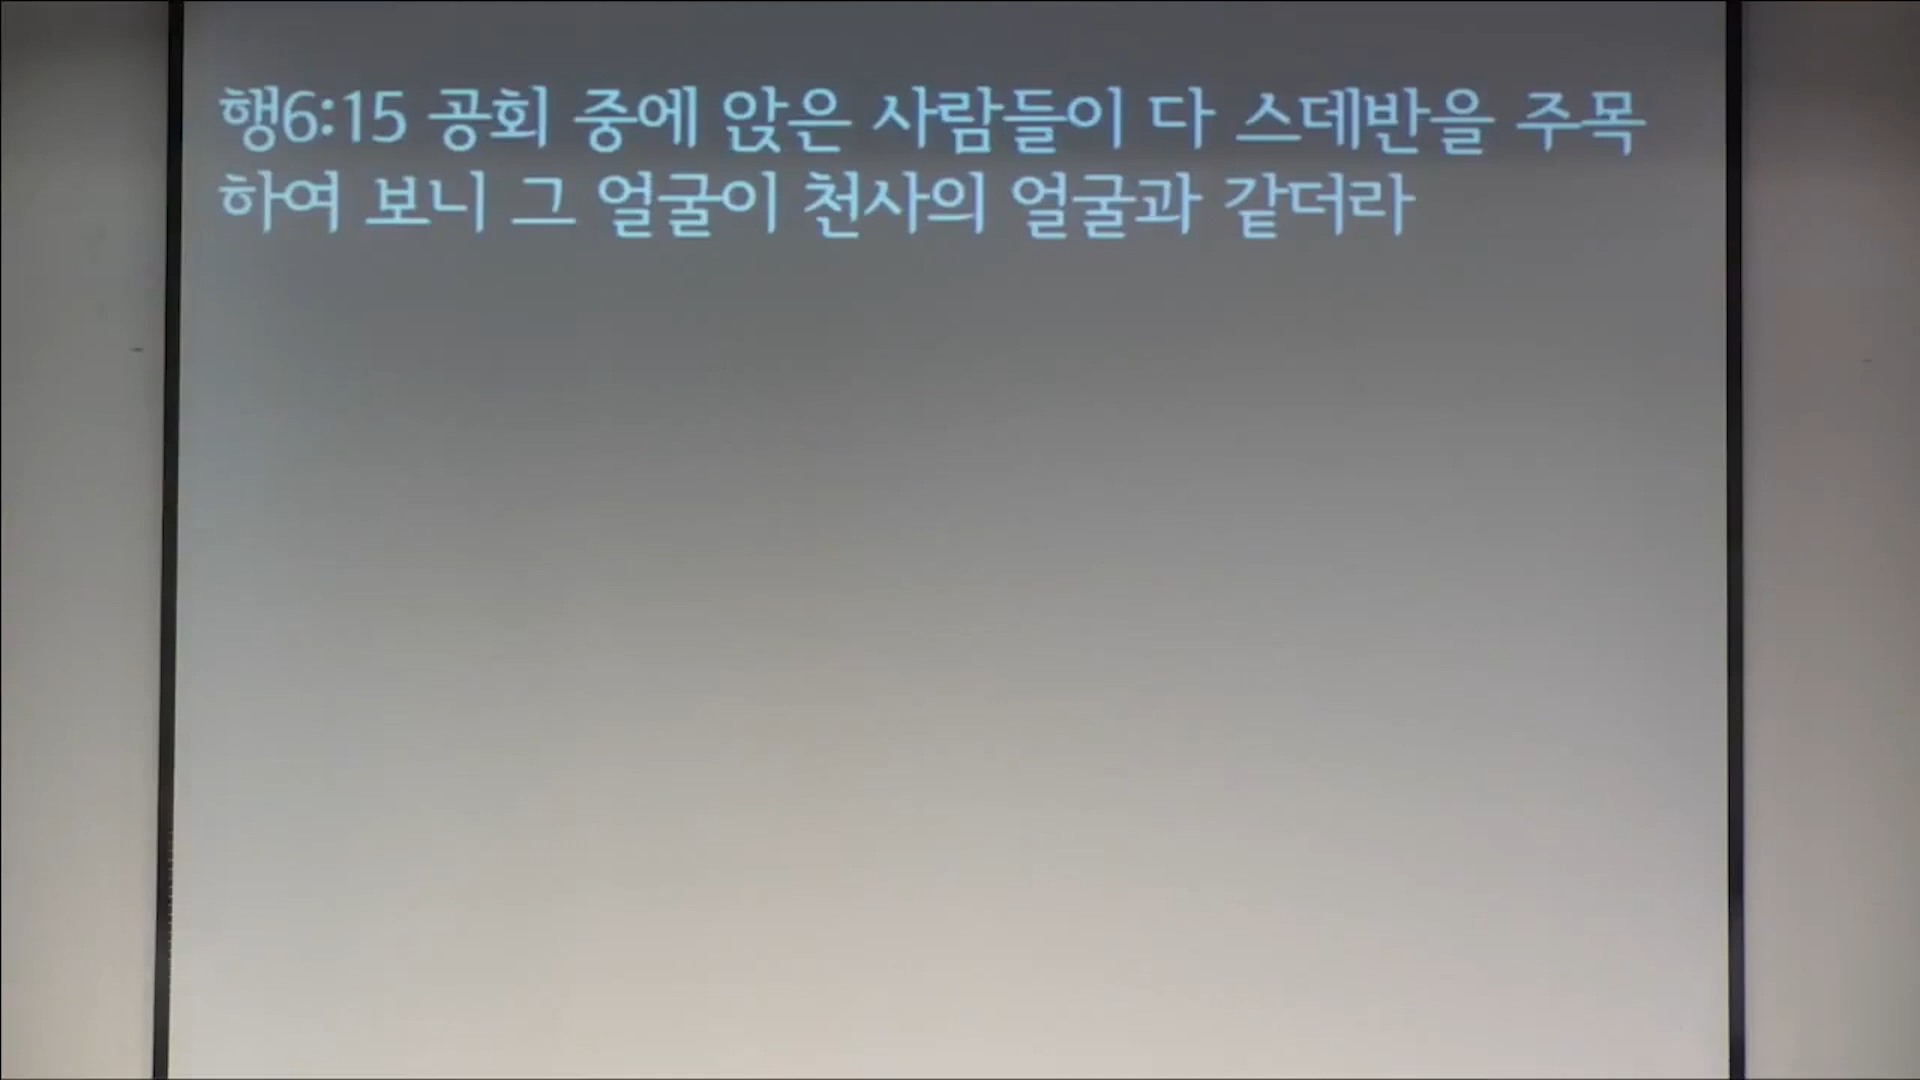 행6:15 공회 중에 앉은 사람들이 다 스데반을 주목
하여 보니 그 얼굴이 천사의 얼굴과 같더라